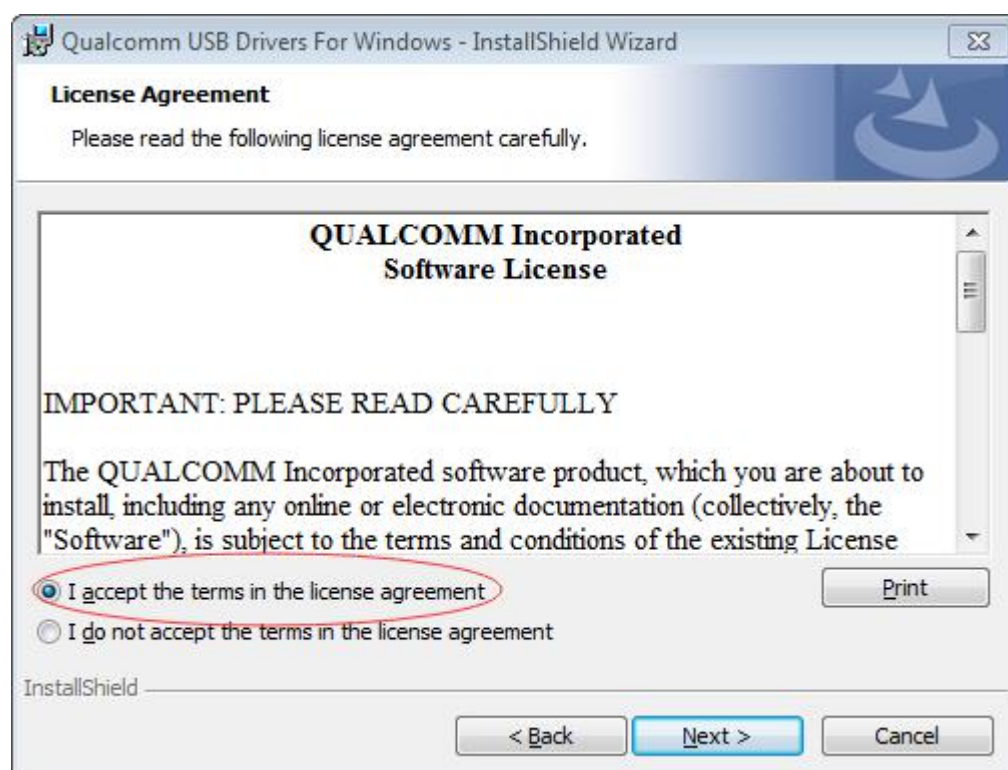 Qualcomm USB Drivers For Windows - InstallShield Wizard
License Agreement
Please read the following license agreement carefully.
QUALCOMM Incorporated
Software License
IMPORTANT: PLEASE READ CAREFULLY
The QUALCOMM Incorporated software product, which you are about to
install, including any online or electronic documentation (collectively, the
"Software"), is subject to the terms and conditions of the existing License
I accept the terms in the license agreement
Print
I do not accept the terms in the license agreement
InstallShield
< Back
Next >
Cancel